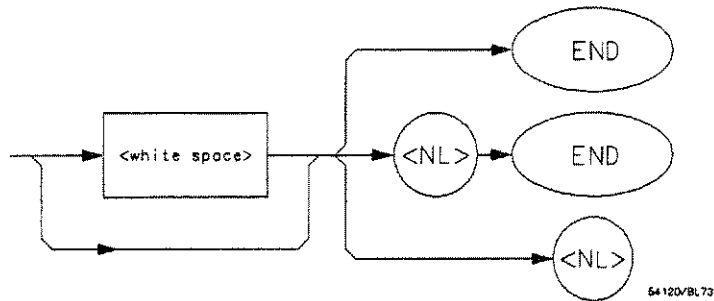 END
<white space>
<NL>
END
<NL>
54120/BL73